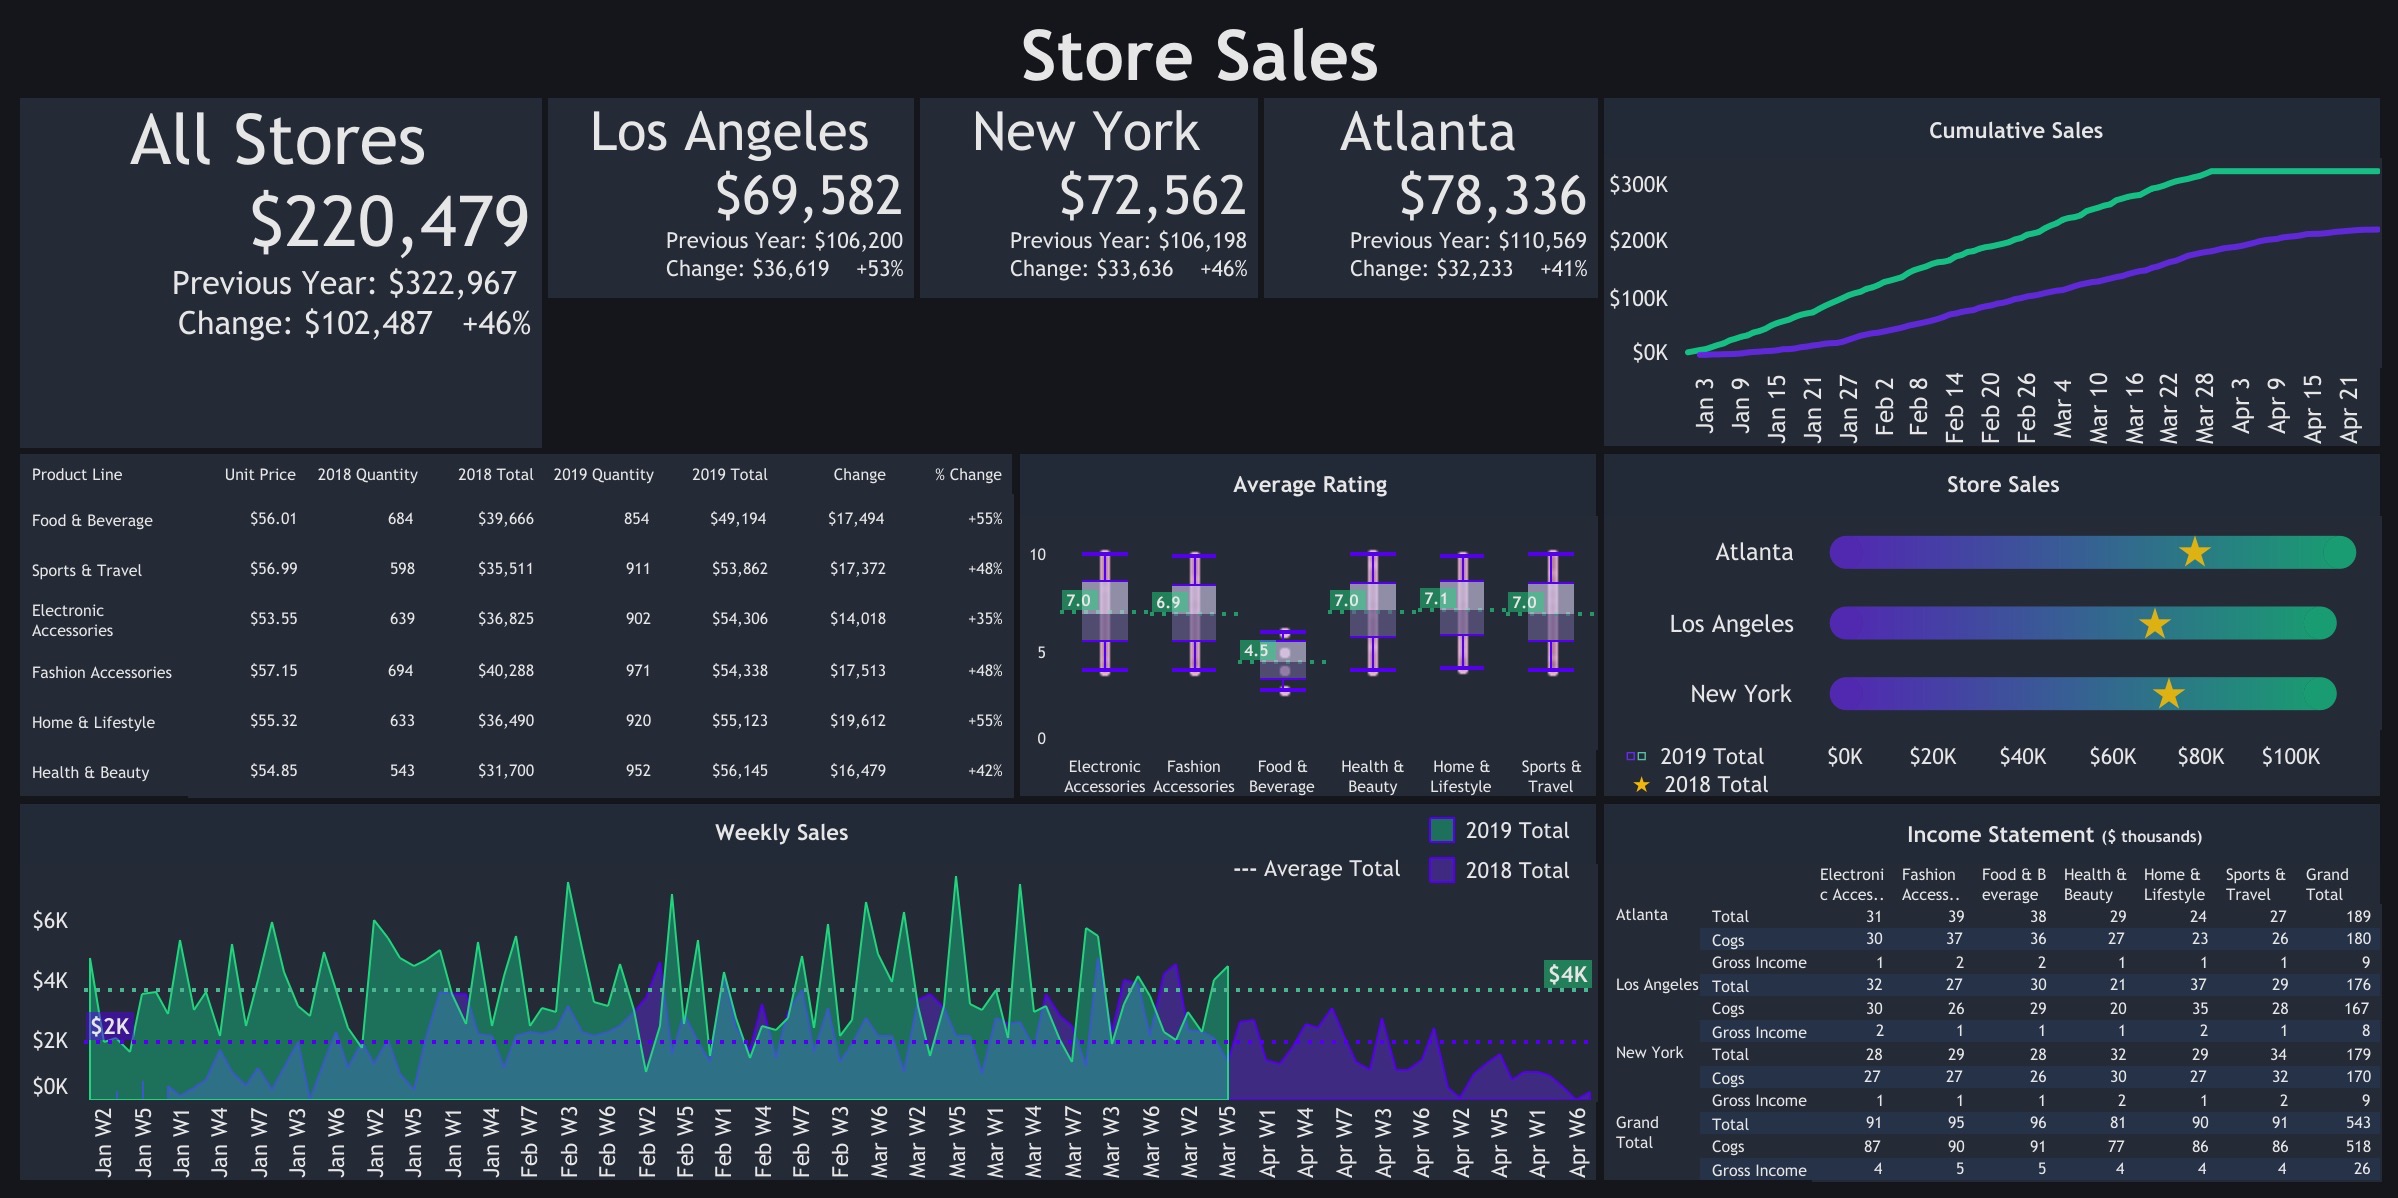 Store Sales
All Stores
$220,479
Previous Year: $322,967
Change: $102,487 +46%
Los Angeles
$69,582
Previous Year: $106,200
Change: $36,619 +53%
New York
$72,562
Previous Year: $106,198
Change: $33,636 +46%
Atlanta
$78,336
Previous Year: $110,569
Change: $32,233 +41%
Cumulative Sales
$300K
$200K
$100K
$0K
Jan 3 Jan 9 Jan 15 Jan 21 Jan 27 Feb 2 Feb 8 Feb 14 Feb 20 Feb 26 Mar 4 Mar 10 Mar 16 Mar 22 Mar 28 Apr 3 Apr 9 Apr 15 Apr 21
Product Line Unit Price 2018 Quantity 2018 Total 2019 Quantity 2019 Total Change % Change
Food & Beverage $56.01 684 $39,666 854 $49,194 $17,494 +55%
Sports & Travel $56.99 598 $35,511 911 $53,862 $17,372 +48%
Electronic
Accessories $53.55 639 $36,825 902 $54,306 $14,018 +35%
Fashion Accessories $57.15 694 $40,288 971 $54,338 $17,513 +48%
Home & Lifestyle $55.32 633 $36,490 920 $55,123 $19,612 +55%
Health & Beauty $54.85 543 $31,700 952 $56,145 $16,479 +42%
Average Rating
10
7.0 6.9 7.0 7.1 7.0
5 4.5
0
Electronic Fashion Food & Health & Home & Sports &
Accessories Accessories Beverage Beauty Lifestyle Travel
Store Sales
Atlanta
Los Angeles
New York
2019 Total $0K $20K $40K $60K $80K $100K
2018 Total
Weekly Sales
2019 Total
--- Average Total 2018 Total
$6K
$4K $4K
$2K
$2K
$0K
Jan W2 Jan W5 Jan W1 Jan W4 Jan W7 Jan W3 Jan W6 Jan W2 Jan W5 Jan W1 Jan W4 Feb W7 Feb W3 Feb W6 Feb W2 Feb W5 Feb W1 Feb W4 Feb W7 Feb W3 Mar W6 Mar W2 Mar W5 Mar W1 Mar W4 Mar W7 Mar W3 Mar W6 Mar W2 Mar W5 Apr W1 Apr W4 Apr W7 Apr W3 Apr W6 Apr W2 Apr W5 Apr W1 Apr W6
Income Statement ($ thousands)
Electroni Fashion Food & B Health & Home & Sports & Grand
c Acces.. Access.. everage Beauty Lifestyle Travel Total
Atlanta Total 31 39 38 29 24 27 189
Cogs 30 37 36 27 23 26 180
Gross Income 1 2 2 1 1 1 9
Los Angeles Total 32 27 30 21 37 29 176
Cogs 30 26 29 20 35 28 167
Gross Income 2 1 1 1 2 1 8
New York Total 28 29 28 32 29 34 179
Cogs 27 27 26 30 27 32 170
Gross Income 1 1 1 2 1 2 9
Grand Total 91 95 96 81 90 91 543
Total Cogs 87 90 91 77 86 86 518
Gross Income 4 5 5 4 4 4 26